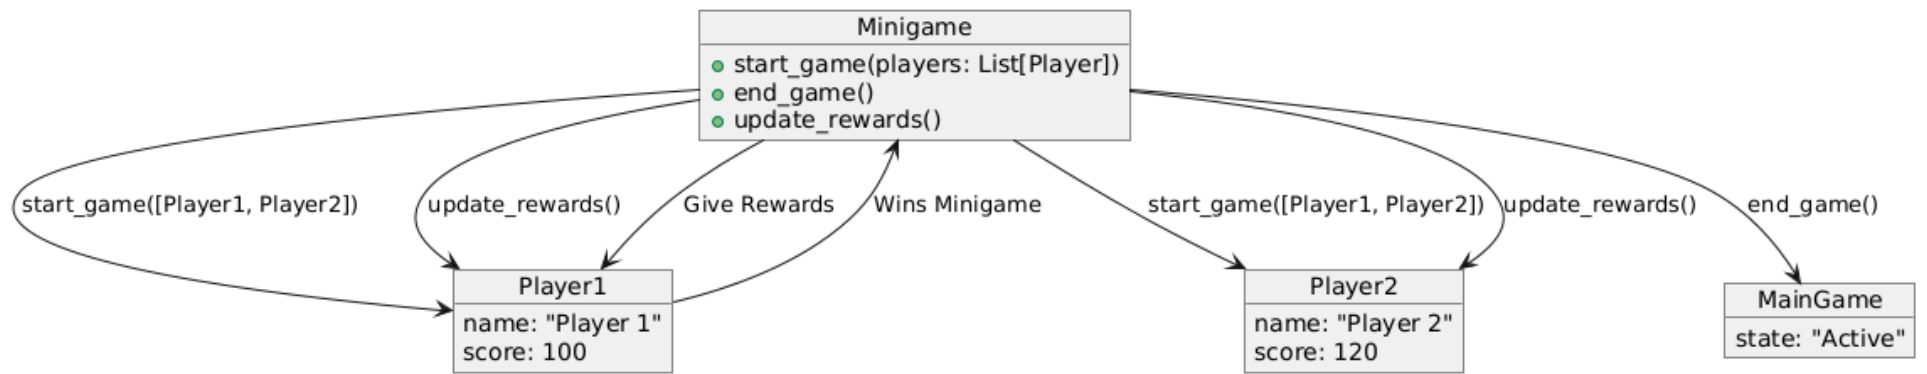 Minigame
start_game(players: List[Player])
end_game()
update_rewards()
start_game([Player1, Player2])
update_rewards()
Give Rewards
Wins Minigame
start_game([Player1, Player2])
update_rewards()
end_game()
Player1
name: "Player 1"
score: 100
Player2
name: "Player 2"
score: 120
MainGame
state: "Active"